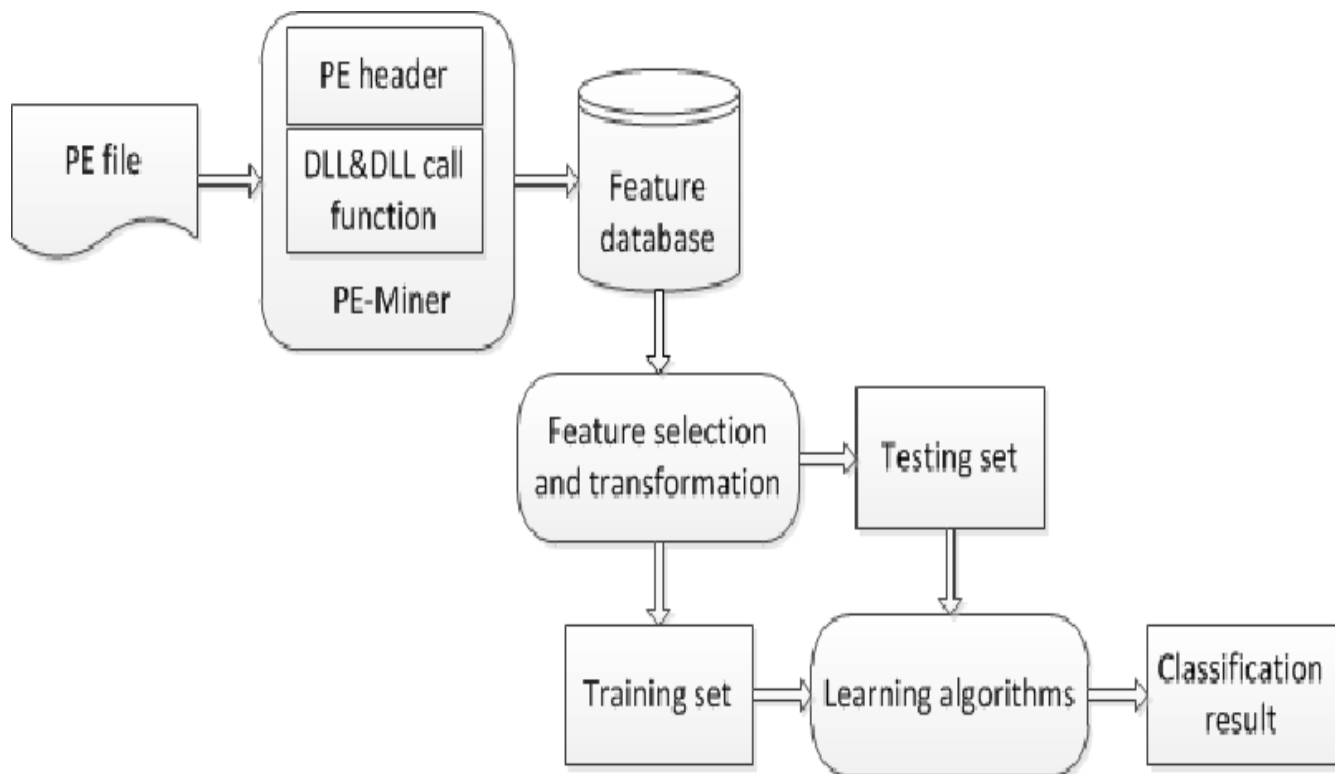 PE file
PE header
DLL&DLL call
function
PE-Miner
Feature
database
Feature selection
and transformation
Testing set
Training set
Learning algorithms
Classification
result